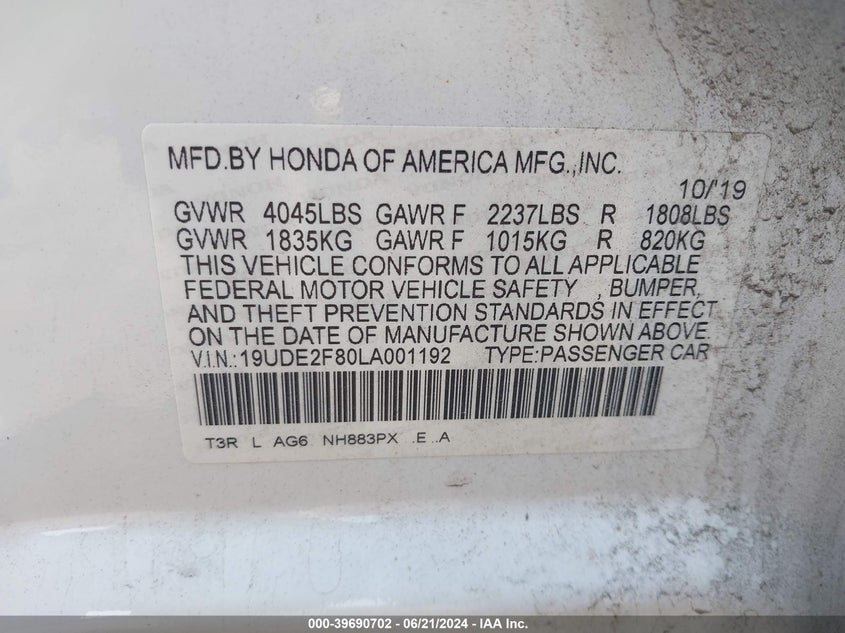 MFD.BY HONDA OF AMERICA MFG.,INC.
10/'19
GVWR 4045LBS GAWR F 2237LBS R 1808LBS
GVWR 1835KG GAWR F 1015KG R 820KG
THIS VEHICLE CONFORMS TO ALL APPLICABLE
FEDERAL MOTOR VEHICLE SAFETY , BUMPER,
AND THEFT PREVENTION STANDARDS IN EFFECT
ON THE DATE OF MANUFACTURE SHOWN ABOVE.
V.I.N.:19UDE2F80LA001192 TYPE:PASSENGER CAR
T3R L AG6 NH883PX .E ..A
000-39690702 - 06/21/2024 - IAA Inc.